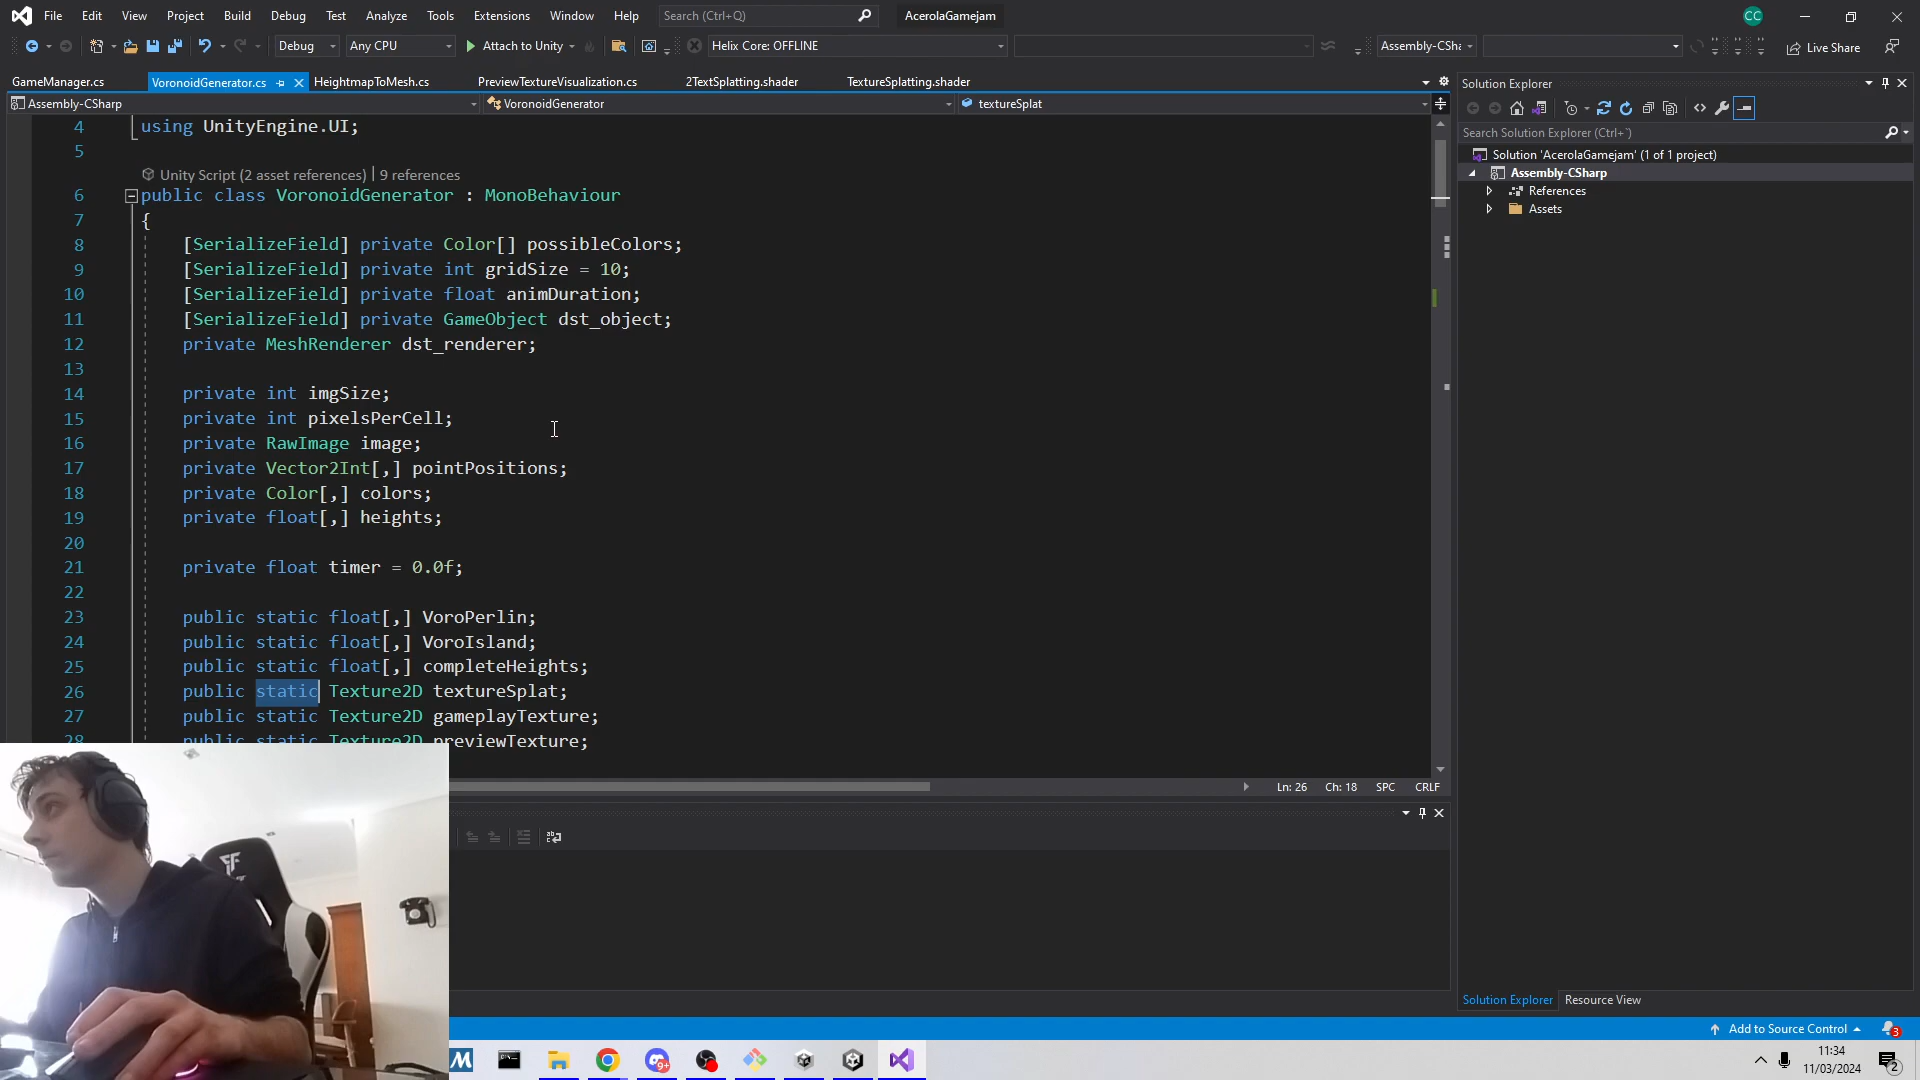 File Edit View Project Build Debug Test Analyze Tools Extensions Window Help Search (Ctrl+Q) AcerolaGamejam CC
Debug Any CPU Attach to Unity Helix Core: OFFLINE Assembly-CSha Live Share
GameManager.cs VoronoidGenerator.cs HeightmapToMesh.cs PreviewTextureVisualization.cs 2TextSplatting.shader TextureSplatting.shader
Assembly-CSharp VoronoidGenerator textureSplat
4 using UnityEngine.UI;
5
Unity Script (2 asset references) | 9 references
6 public class VoronoidGenerator : MonoBehaviour
7 {
8 [SerializeField] private Color[] possibleColors;
9 [SerializeField] private int gridSize = 10;
10 [SerializeField] private float animDuration;
11 [SerializeField] private GameObject dst_object;
12 private MeshRenderer dst_renderer;
13
14 private int imgSize;
15 private int pixelsPerCell;
16 private RawImage image;
17 private Vector2Int[,] pointPositions;
18 private Color[,] colors;
19 private float[,] heights;
20
21 private float timer = 0.0f;
22
23 public static float[,] VoroPerlin;
24 public static float[,] VoroIsland;
25 public static float[,] completeHeights;
26 public static Texture2D textureSplat;
27 public static Texture2D gameplayTexture;
28 public static Texture2D previewTexture;
Ln: 26 Ch: 18 SPC CRLF
Solution Explorer
Search Solution Explorer (Ctrl+¨)
Solution 'AcerolaGamejam' (1 of 1 project)
Assembly-CSharp
References
Assets
Solution Explorer Resource View
Add to Source Control 3
9+
11:34
11/03/2024
2